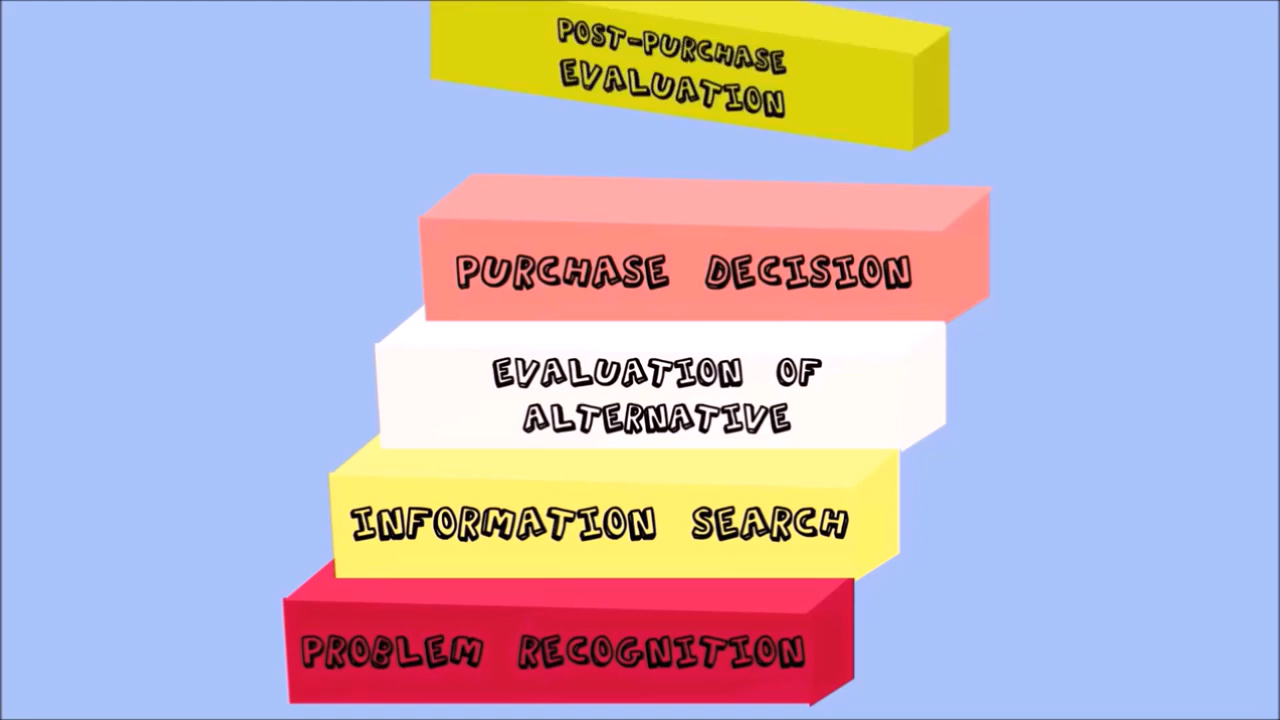 POST-PURCHASE
EVALUATION
PURCHASE DECISION
EVALUATION OF
ALTERNATIVE
INFORMATION SEARCH
PROBLEM RECOGNITION